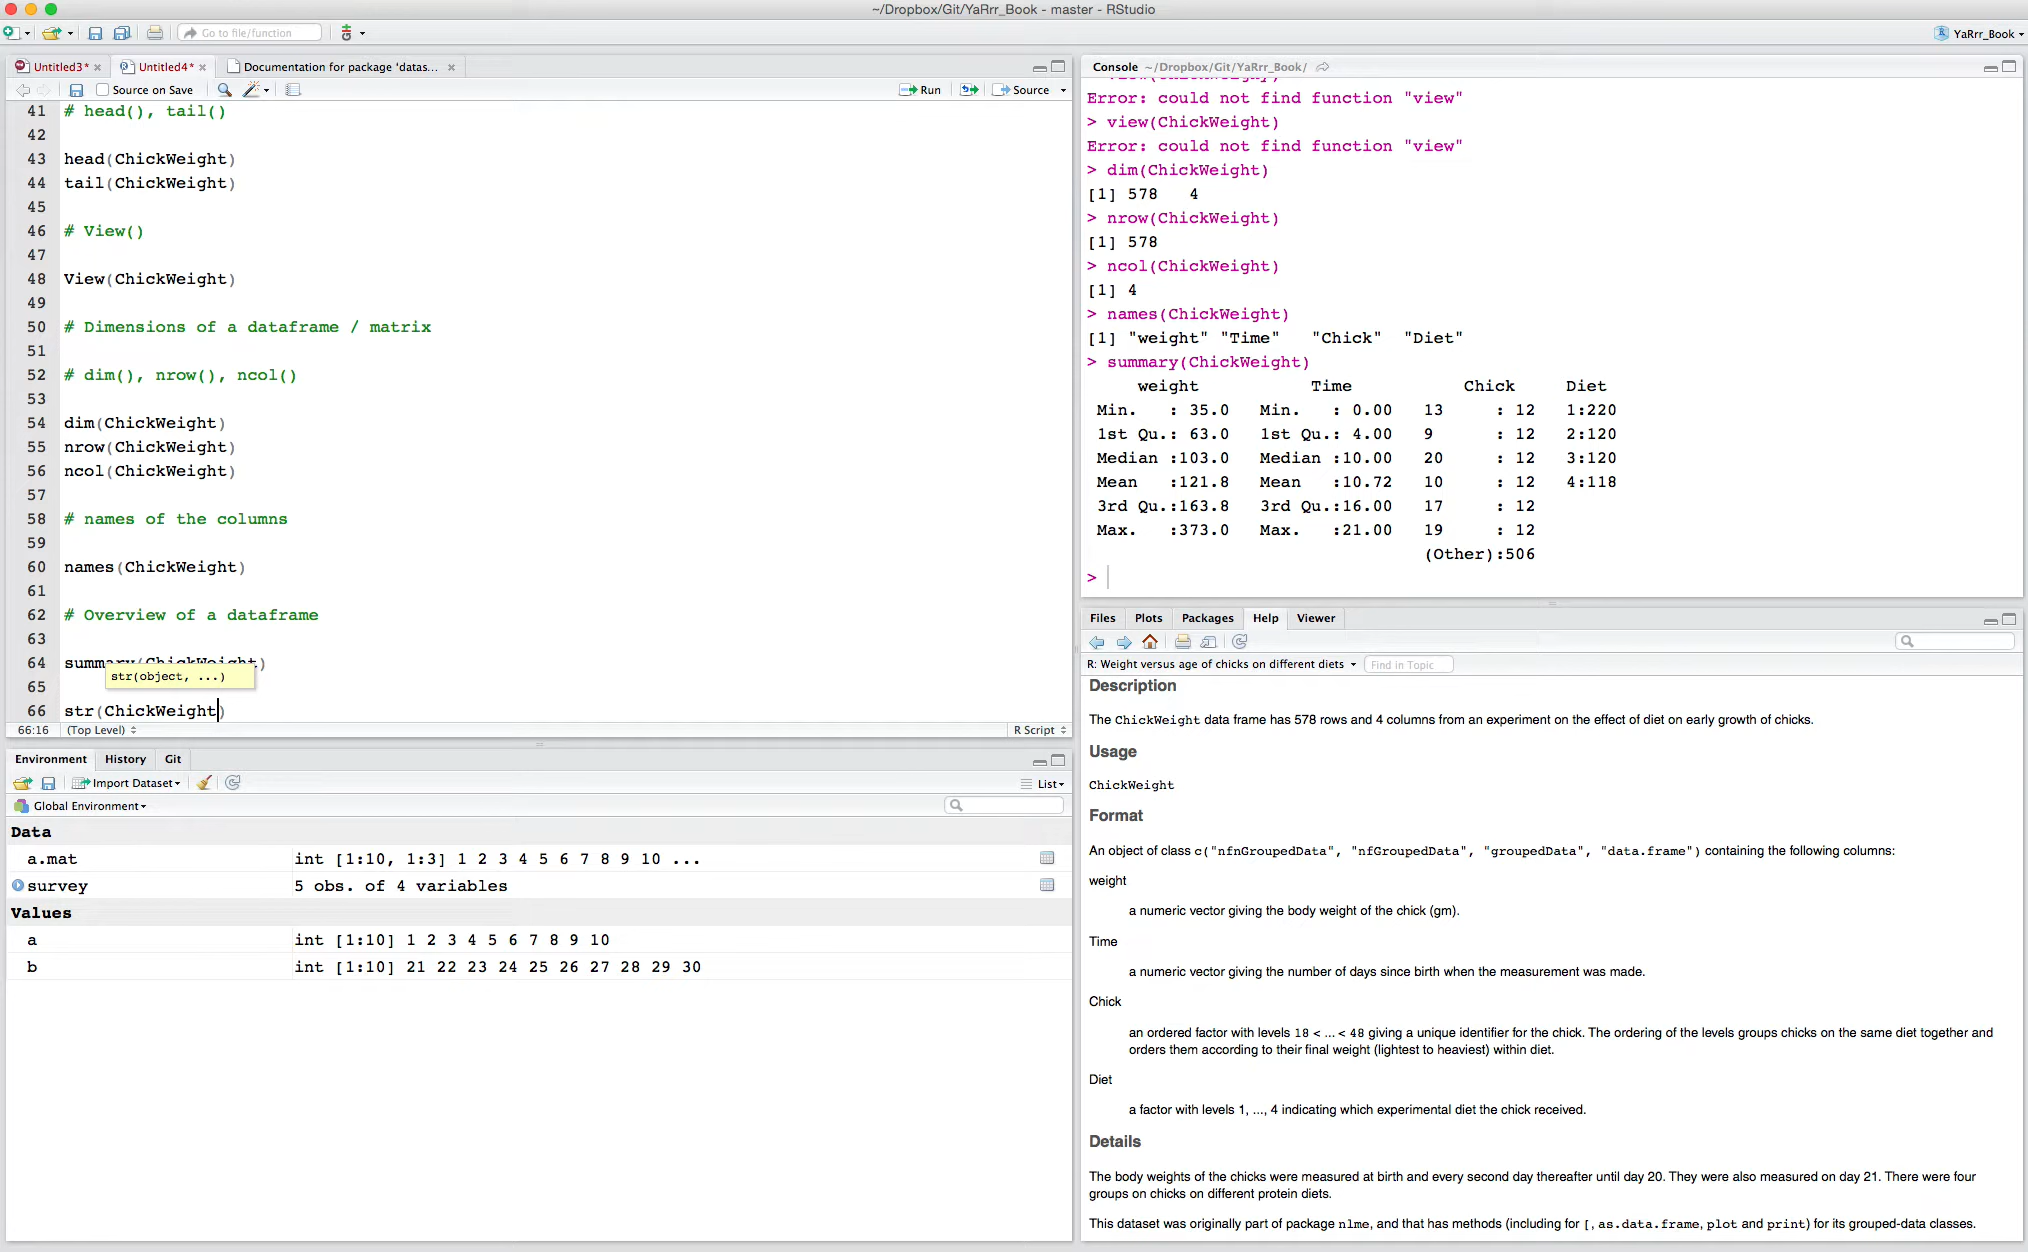 ~/Dropbox/Git/YaRrr_Book - master - RStudio
Go to file/function
YaRrr_Book
Untitled3* Untitled4* Documentation for package 'datas...
Source on Save Run Source
41 # head(), tail()
42
43 head(ChickWeight)
44 tail(ChickWeight)
45
46 # View()
47
48 View(ChickWeight)
49
50 # Dimensions of a dataframe / matrix
51
52 # dim(), nrow(), ncol()
53
54 dim(ChickWeight)
55 nrow(ChickWeight)
56 ncol(ChickWeight)
57
58 # names of the columns
59
60 names(ChickWeight)
61
62 # Overview of a dataframe
63
64 summary(ChickWeight)
str(object, ...)
65
66 str(ChickWeight)
66:16 (Top Level) R Script
Environment History Git
Import Dataset List
Global Environment
Data
a.mat int [1:10, 1:3] 1 2 3 4 5 6 7 8 9 10 ...
survey 5 obs. of 4 variables
Values
a int [1:10] 1 2 3 4 5 6 7 8 9 10
b int [1:10] 21 22 23 24 25 26 27 28 29 30
Console ~/Dropbox/Git/YaRrr_Book/
> view(ChickWeight)
Error: could not find function "view"
> view(ChickWeight)
Error: could not find function "view"
> dim(ChickWeight)
[1] 578   4
> nrow(ChickWeight)
[1] 578
> ncol(ChickWeight)
[1] 4
> names(ChickWeight)
[1] "weight" "Time"   "Chick"  "Diet"
> summary(ChickWeight)
weight Time Chick Diet
Min.   : 35.0   Min.   : 0.00   13     : 12   1:220
1st Qu.: 63.0   1st Qu.: 4.00   9      : 12   2:120
Median :103.0   Median :10.00   20     : 12   3:120
Mean   :121.8   Mean   :10.72   10     : 12   4:118
3rd Qu.:163.8   3rd Qu.:16.00   17     : 12
Max.   :373.0   Max.   :21.00   19     : 12
(Other):506
>
Files Plots Packages Help Viewer
R: Weight versus age of chicks on different diets Find in Topic
Description
The ChickWeight data frame has 578 rows and 4 columns from an experiment on the effect of diet on early growth of chicks.
Usage
ChickWeight
Format
An object of class c("nfnGroupedData", "nfGroupedData", "groupedData", "data.frame") containing the following columns:
weight
a numeric vector giving the body weight of the chick (gm).
Time
a numeric vector giving the number of days since birth when the measurement was made.
Chick
an ordered factor with levels 18 < ... < 48 giving a unique identifier for the chick. The ordering of the levels groups chicks on the same diet together and
orders them according to their final weight (lightest to heaviest) within diet.
Diet
a factor with levels 1, ..., 4 indicating which experimental diet the chick received.
Details
The body weights of the chicks were measured at birth and every second day thereafter until day 20. They were also measured on day 21. There were four
groups on chicks on different protein diets.
This dataset was originally part of package nlme, and that has methods (including for [, as.data.frame, plot and print) for its grouped-data classes.